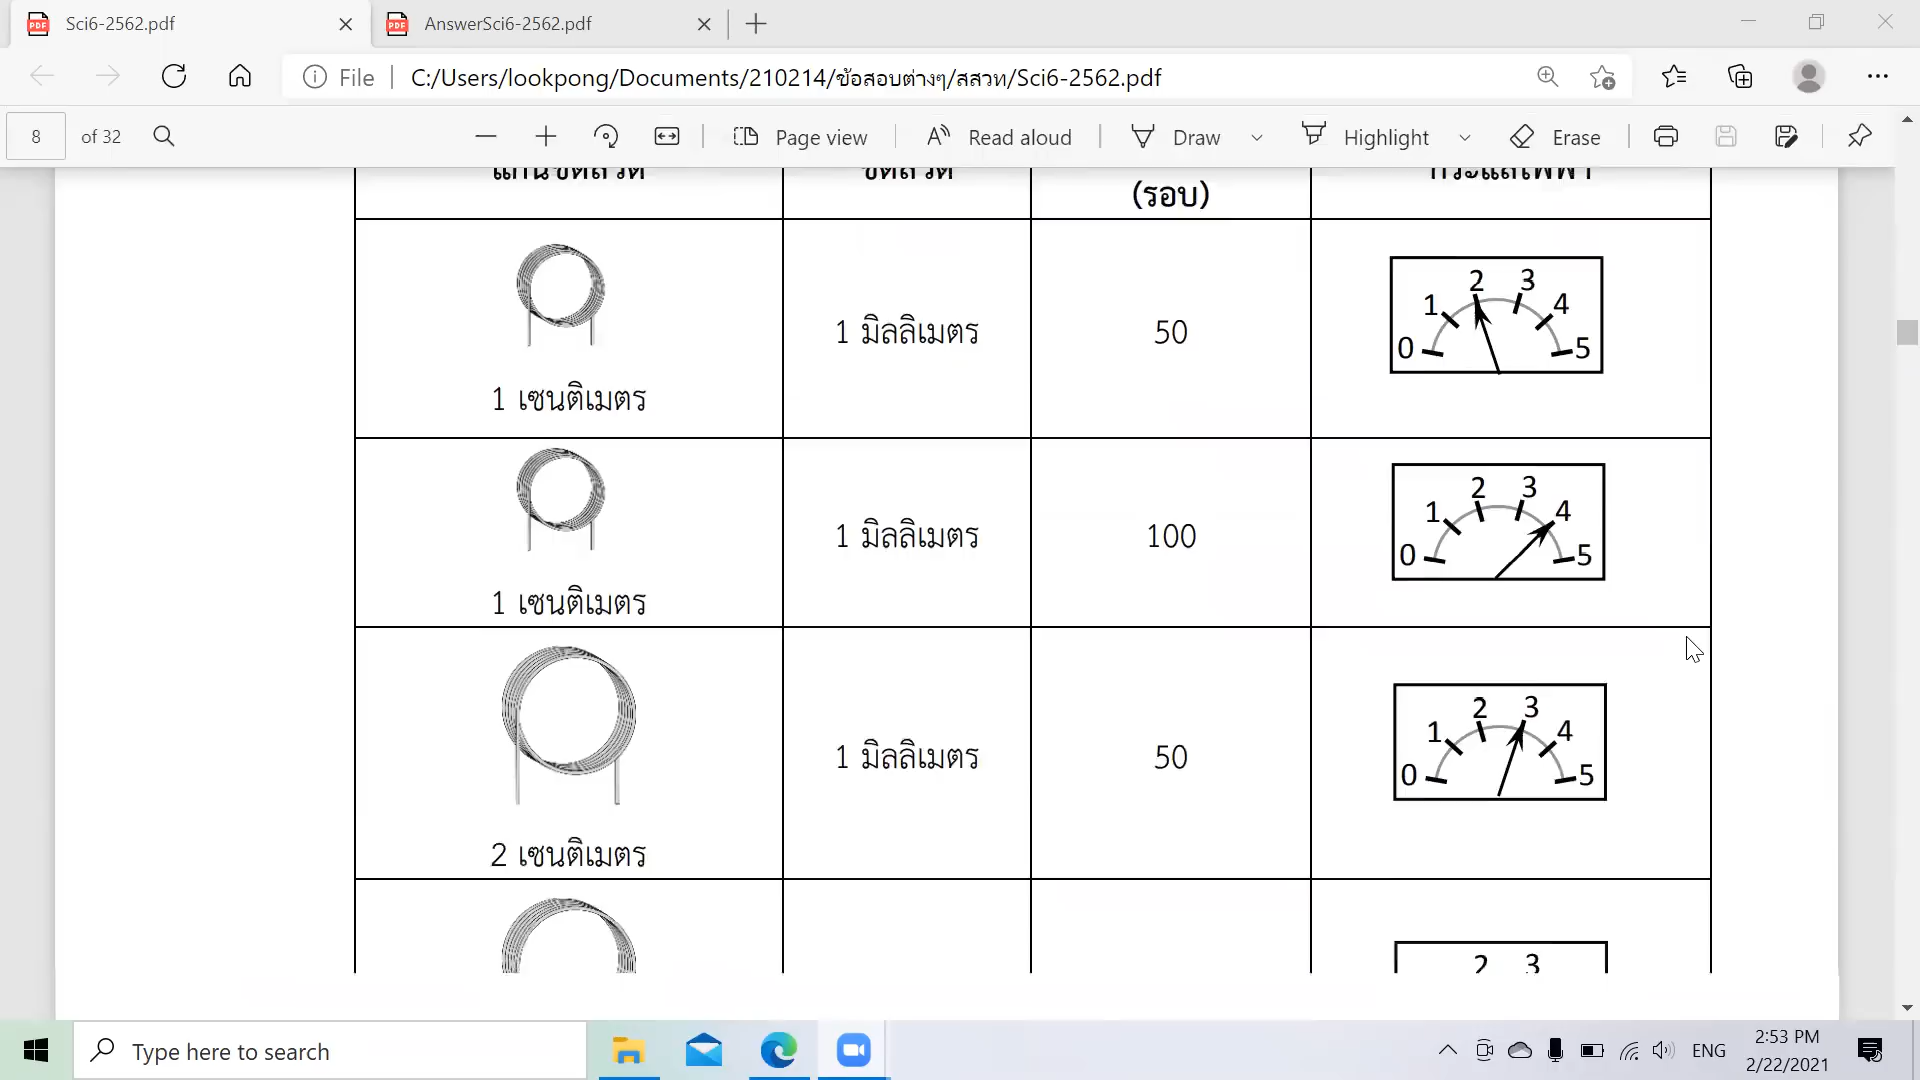 Sci6-2562.pdf
AnswerSci6-2562.pdf
File
C:/Users/lookpong/Documents/210214/ข้อสอบต่างๆ/สสวท/Sci6-2562.pdf
8 of 32
Page view
Read aloud
Draw
Highlight
Erase
(รอบ)
1 เซนติเมตร
1 มิลลิเมตร
50
0 1 2 3 4 5
1 เซนติเมตร
1 มิลลิเมตร
100
0 1 2 3 4 5
2 เซนติเมตร
1 มิลลิเมตร
50
0 1 2 3 4 5
2 3
Type here to search
ENG
2:53 PM
2/22/2021